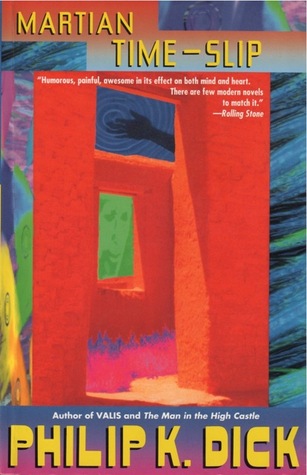 MARTIAN
TIME–SLIP
“Humorous, painful, awesome in its effect on both mind and heart.
There are few modern novels
to match it.”
—Rolling Stone
Author of VALIS and The Man in the High Castle
PHILIP K. DICK